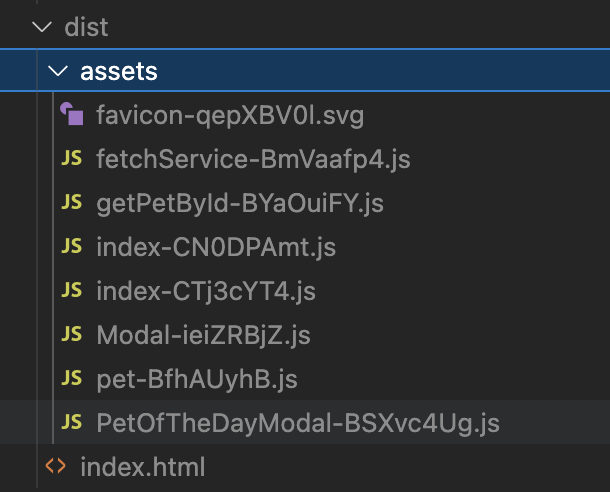 dist
assets
favicon-qepXBV0l.svg
JS fetchService-BmVaafp4.js
JS getPetById-BYaOuiFY.js
JS index-CN0DPAmt.js
JS index-CTj3cYT4.js
JS Modal-ieiZRBjZ.js
JS pet-BfhAUyhB.js
JS PetOfTheDayModal-BSXvc4Ug.js
<> index.html